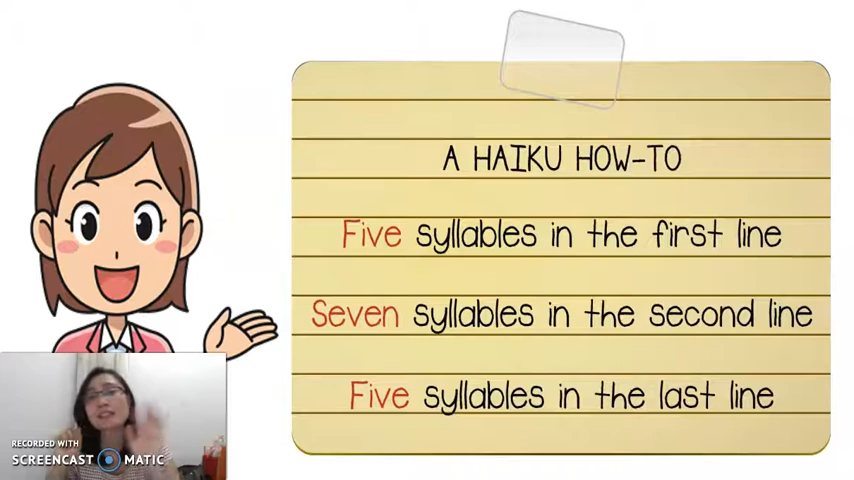 A HAIKU HOW-TO
Five syllables in the first line
Seven syllables in the second line
Five syllables in the last line
RECORDED WITH
SCREENCAST MATIC